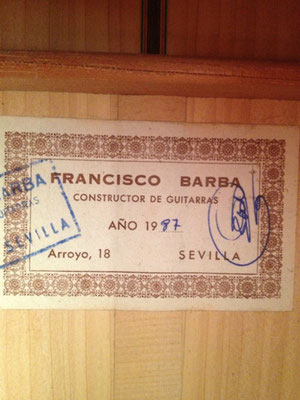 FRANCISCO BARBA
CONSTRUCTOR DE GUITARRAS
AÑO 1987
Arroyo, 18 SEVILLA
BARBA
SEVILLA